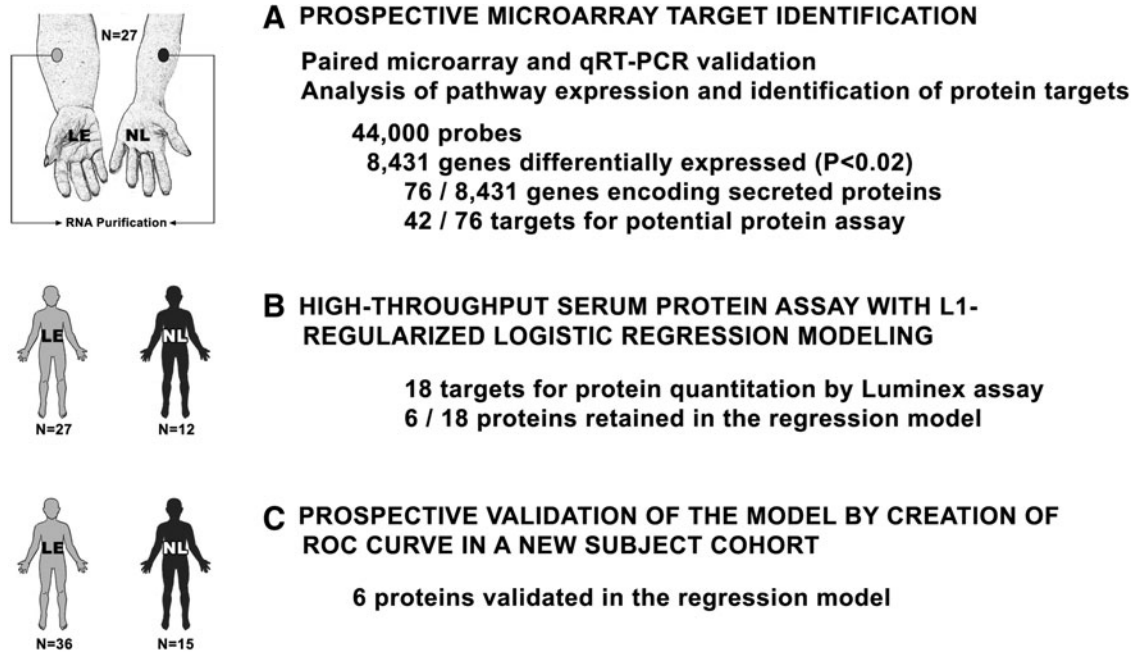 N=27
LE
NL
RNA Purification
A PROSPECTIVE MICROARRAY TARGET IDENTIFICATION
Paired microarray and qRT-PCR validation
Analysis of pathway expression and identification of protein targets
44,000 probes
8,431 genes differentially expressed (P<0.02)
76 / 8,431 genes encoding secreted proteins
42 / 76 targets for potential protein assay
LE
NL
N=27
N=12
B HIGH-THROUGHPUT SERUM PROTEIN ASSAY WITH L1-
REGULARIZED LOGISTIC REGRESSION MODELING
18 targets for protein quantitation by Luminex assay
6 / 18 proteins retained in the regression model
LE
NL
N=36
N=15
C PROSPECTIVE VALIDATION OF THE MODEL BY CREATION OF
ROC CURVE IN A NEW SUBJECT COHORT
6 proteins validated in the regression model